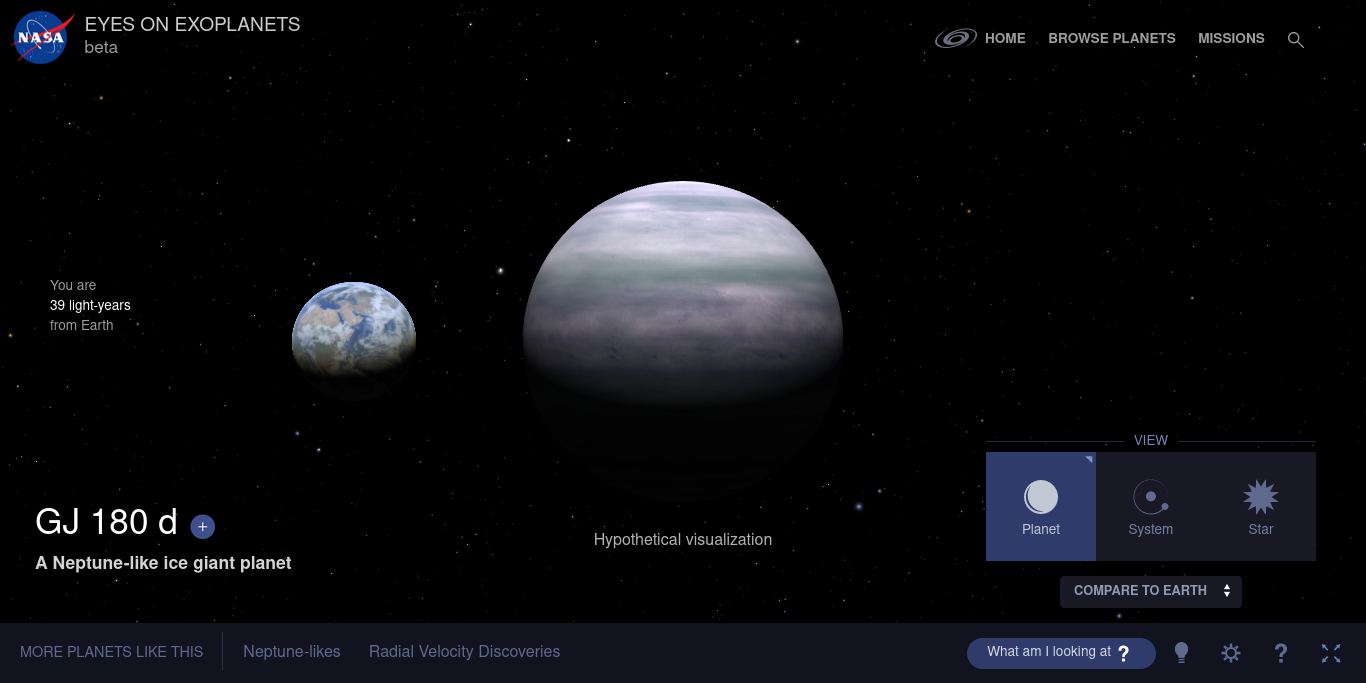 NASA
EYES ON EXOPLANETS
beta
HOME
BROWSE PLANETS
MISSIONS
You are
39 light-years
from Earth
VIEW
Planet
System
Star
GJ 180 d +
A Neptune-like ice giant planet
Hypothetical visualization
COMPARE TO EARTH
MORE PLANETS LIKE THIS
Neptune-likes
Radial Velocity Discoveries
What am I looking at ?
?